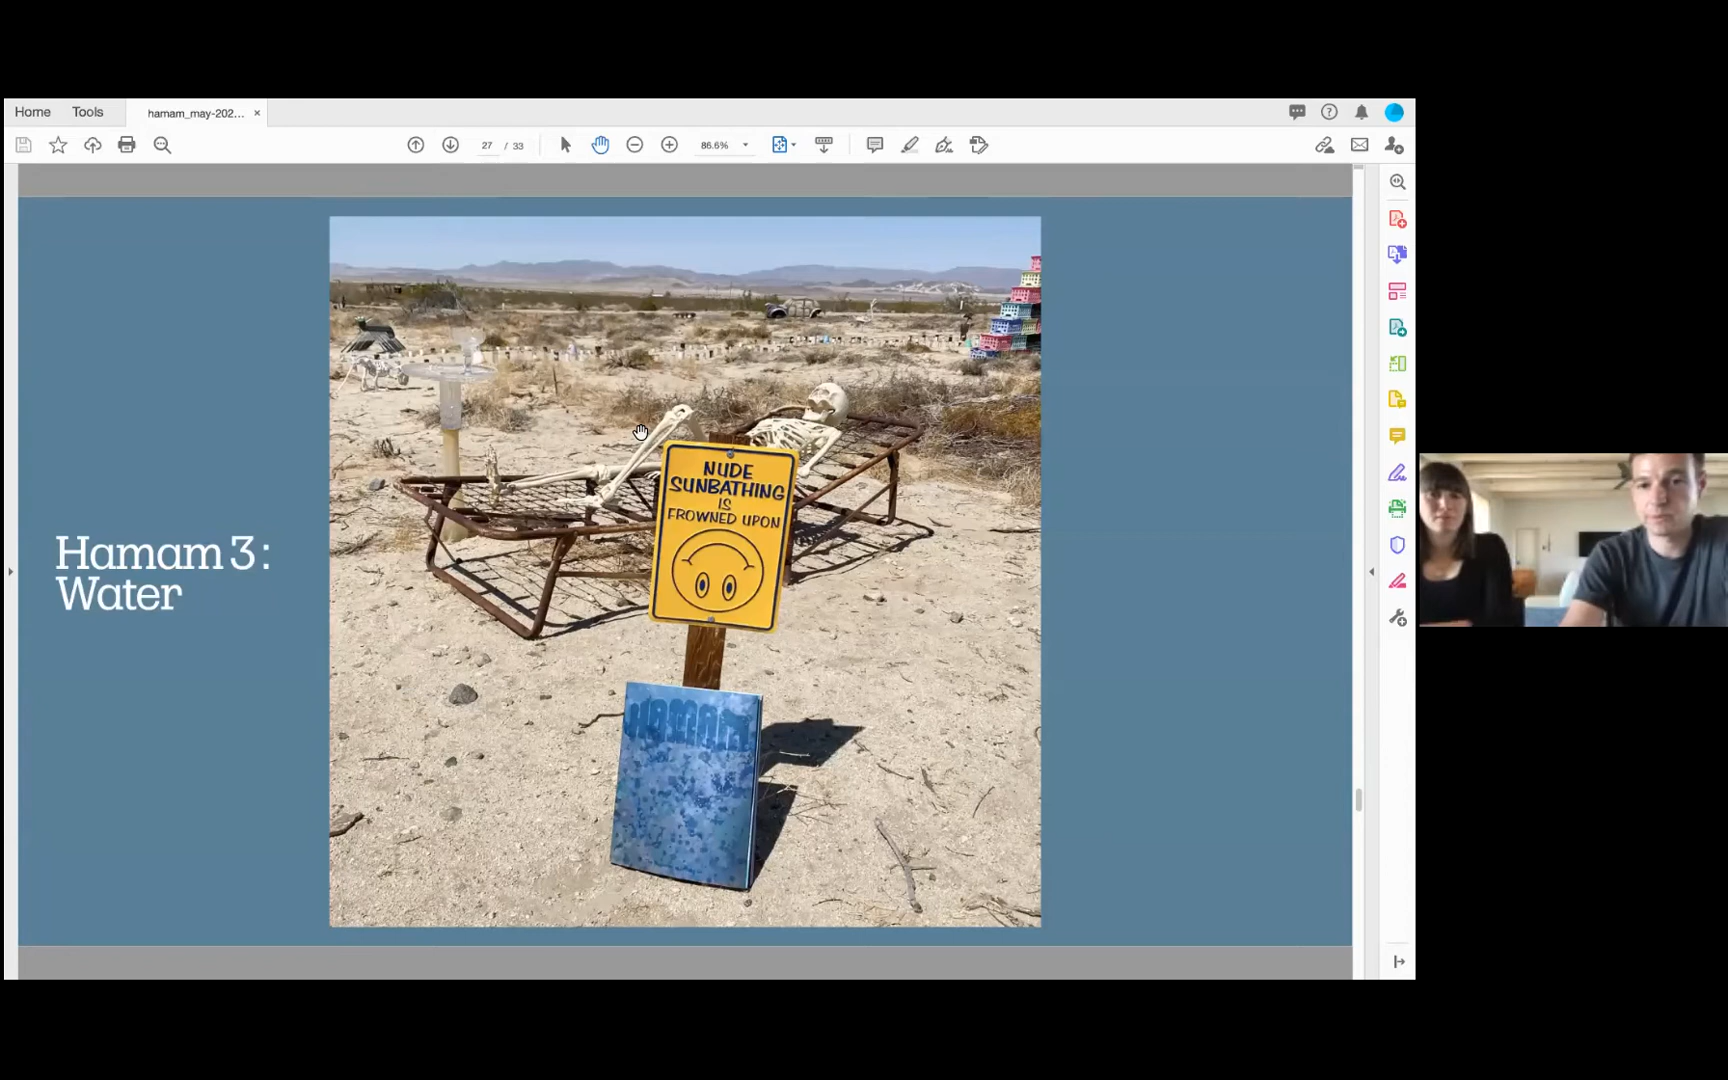 Home
Tools
hamam_may-202...
27 / 33
86.6%
Hamam 3:
Water
NUDE
SUNBATHING
IS
FROWNED UPON
HAMAM